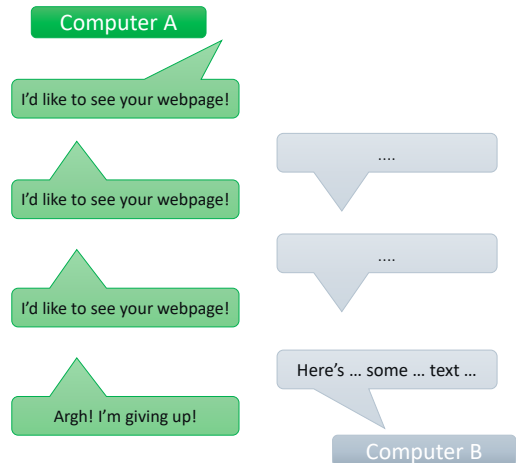 Computer A
I'd like to see your webpage!
....
I'd like to see your webpage!
....
I'd like to see your webpage!
Here's ... some ... text ...
Argh! I'm giving up!
Computer B